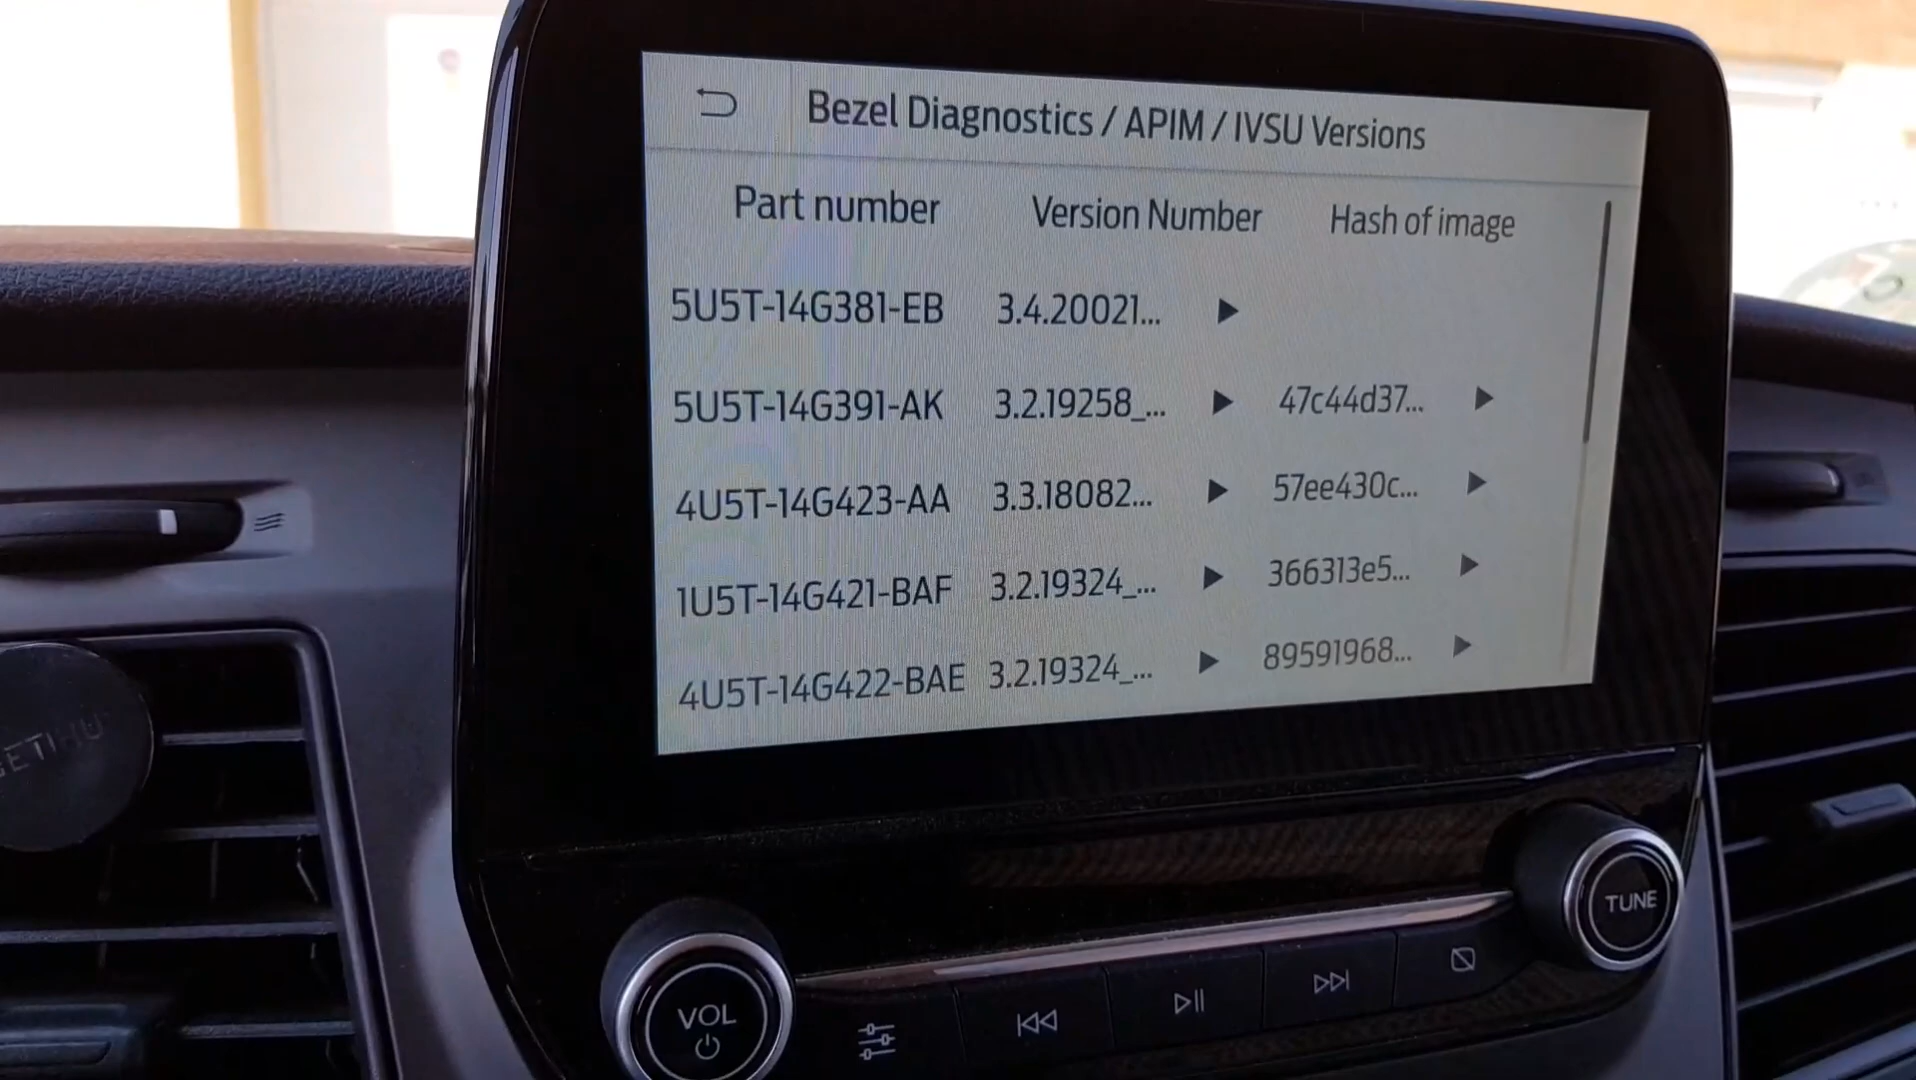 Bezel Diagnostics / APIM / IVSU Versions
Part number Version Number Hash of image
5U5T-14G381-EB 3.4.20021...
5U5T-14G391-AK 3.2.19258_... 47c44d37...
4U5T-14G423-AA 3.3.18082... 57ee430c...
1U5T-14G421-BAF 3.2.19324_... 366313e5...
4U5T-14G422-BAE 3.2.19324_... 89591968...
TUNE
VOL